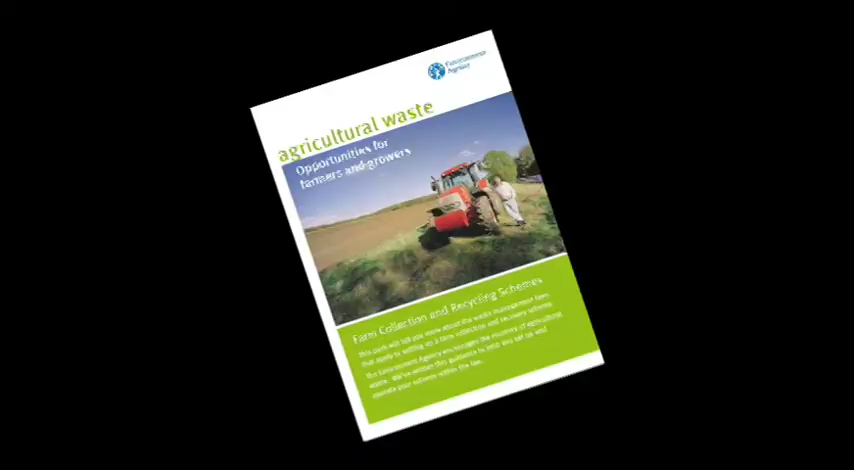 Environment
Agency
agricultural waste
Opportunities for
farmers and growers
Farm Collection and Recycling Schemes
This pack will tell you more about the waste management laws
that apply to setting up a farm collection and recovery scheme.
The Environment Agency encourages the recovery of agricultural
waste. We've written this guidance to help you set up and
operate your scheme within the law.